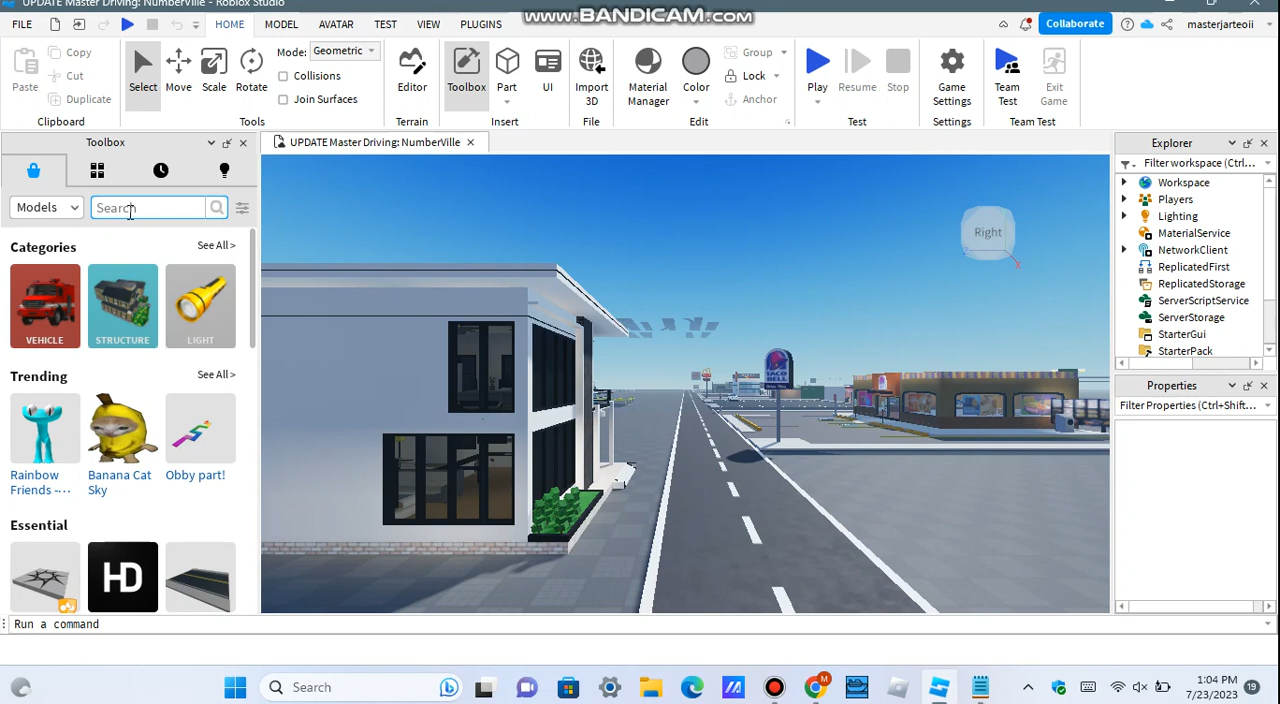 UPDATE Master Driving: NumberVille - Roblox Studio
www.BANDICAM.com
FILE
HOME MODEL AVATAR TEST VIEW PLUGINS
Collaborate
masterjarteoii
Paste
Copy
Cut
Duplicate
Clipboard
Select Move Scale Rotate
Mode: Geometric
Collisions
Join Surfaces
Tools
Editor
Terrain
Toolbox Part UI
Insert
Import 3D
File
Material Manager
Color
Group
Lock
Anchor
Edit
Play Resume Stop
Test
Game Settings
Settings
Team Test
Exit Game
Team Test
Toolbox
UPDATE Master Driving: NumberVille
Explorer
Filter workspace (Ctrl...
Models
Search
Categories See All >
VEHICLE STRUCTURE LIGHT
Trending See All >
Rainbow Friends -...
Banana Cat Sky
Obby part!
Essential
HD
Right
TACO BELL
Workspace
Players
Lighting
MaterialService
NetworkClient
ReplicatedFirst
ReplicatedStorage
ServerScriptService
ServerStorage
StarterGui
StarterPack
Properties
Filter Properties (Ctrl+Shift...
Run a command
Search
M
1:04 PM
7/23/2023
19